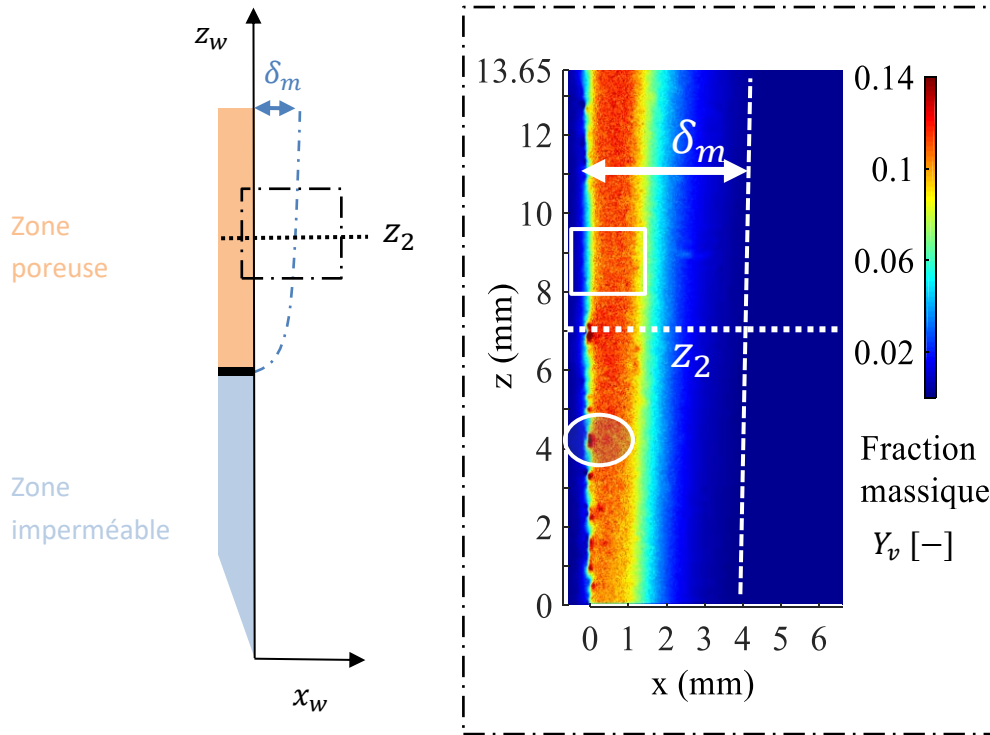 z_w
δ_m
Zone
poreuse
z_2
Zone
imperméable
x_w
13.65
12
10
8
6
4
2
0
z (mm)
δ_m
z_2
0 1 2 3 4 5 6
x (mm)
0.14
0.1
0.06
0.02
Fraction
massique
Y_v [−]